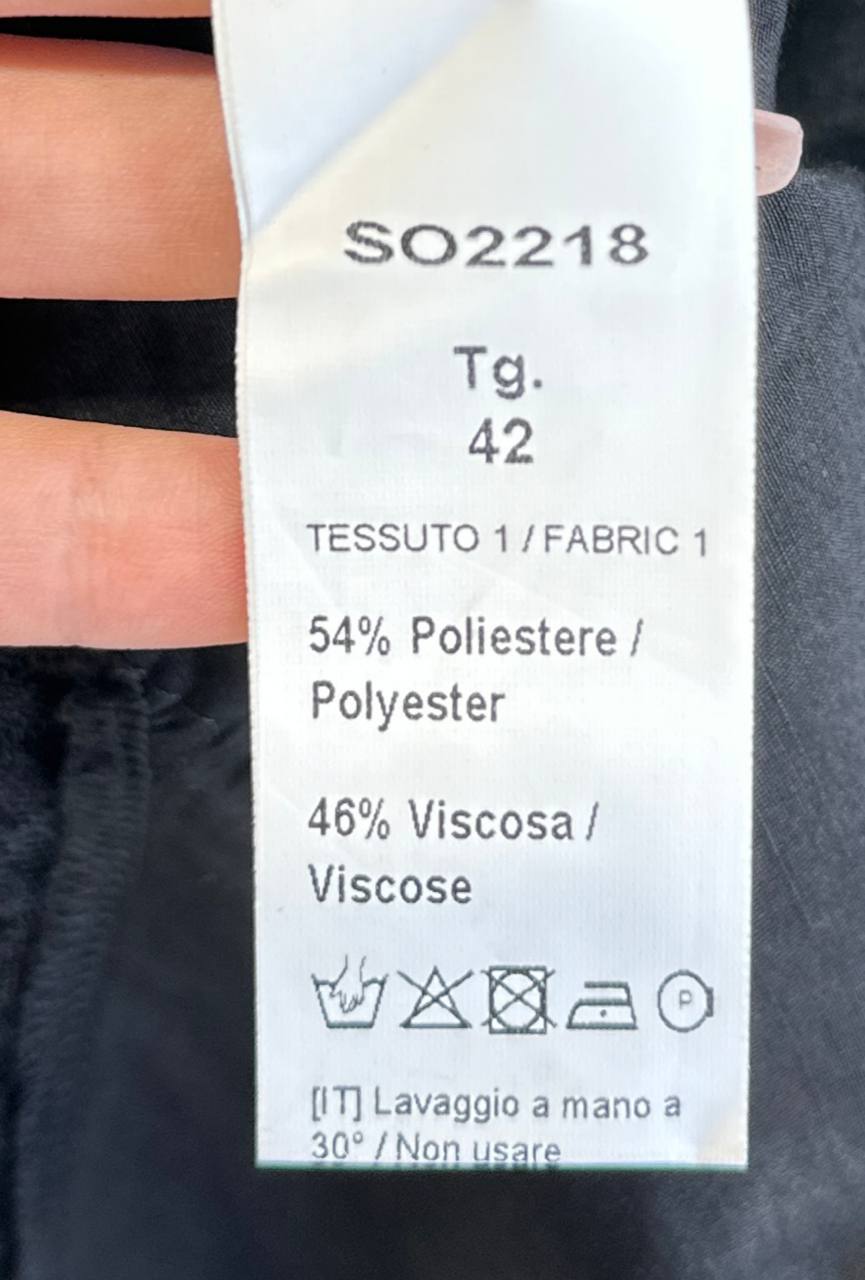 SO2218
Tg.
42
TESSUTO 1 / FABRIC 1
54% Poliestere /
Polyester
46% Viscosa /
Viscose
P
[IT] Lavaggio a mano a
30° / Non usare